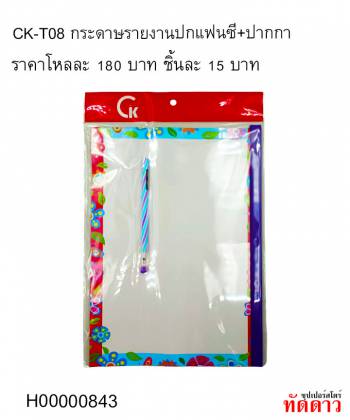 CK-T08 กระดาษรายงานปกแฟนซี+ปากกา
ราคาโหลละ 180 บาท ชิ้นละ 15 บาท
CK
H00000843
ซุปเปอร์สโตร์
ทัดดาว